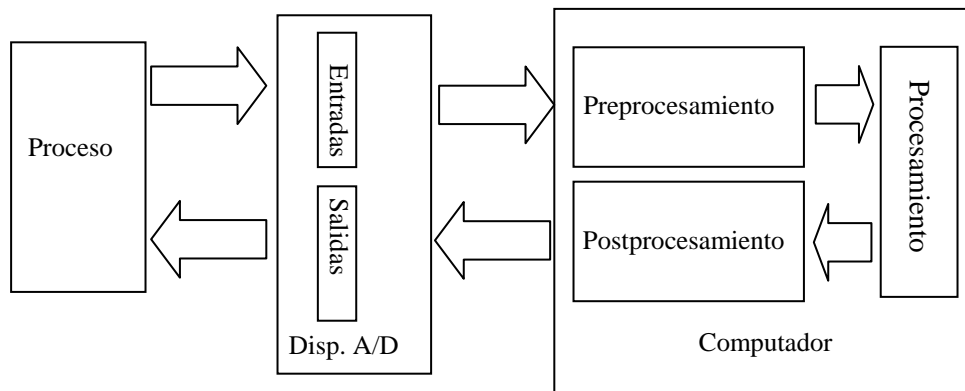 Proceso
Entradas
Salidas
Disp. A/D
Preprocesamiento
Postprocesamiento
Procesamiento
Computador